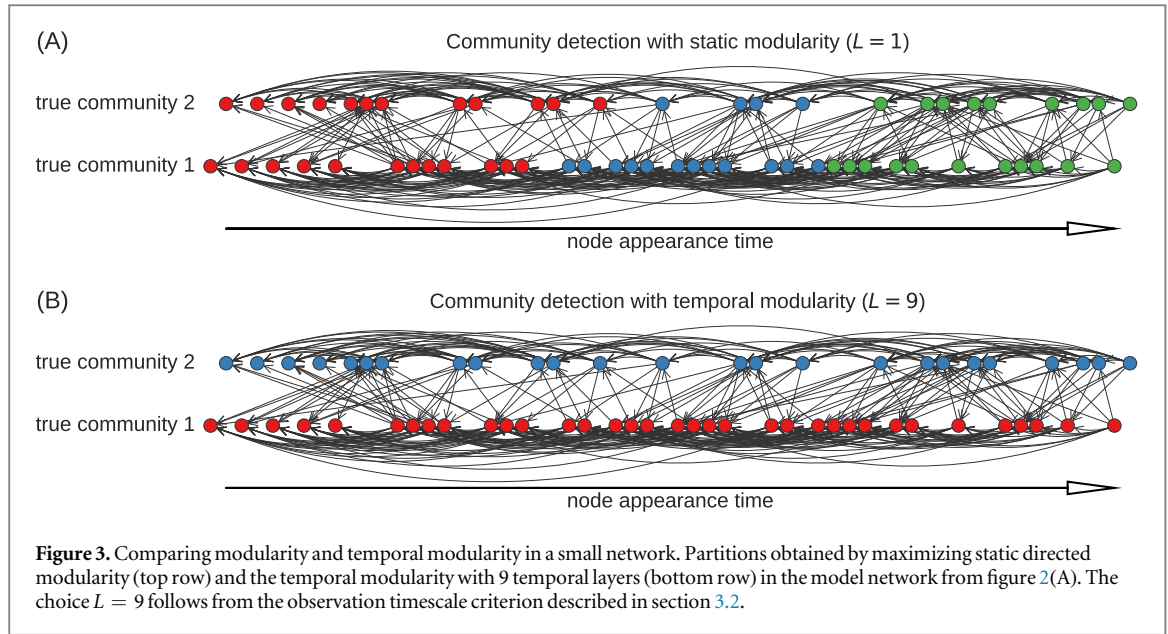 (A)
Community detection with static modularity (L = 1)
true community 2
true community 1
node appearance time
(B)
Community detection with temporal modularity (L = 9)
true community 2
true community 1
node appearance time
Figure 3. Comparing modularity and temporal modularity in a small network. Partitions obtained by maximizing static directed
modularity (top row) and the temporal modularity with 9 temporal layers (bottom row) in the model network from figure 2(A). The
choice L = 9 follows from the observation timescale criterion described in section 3.2.